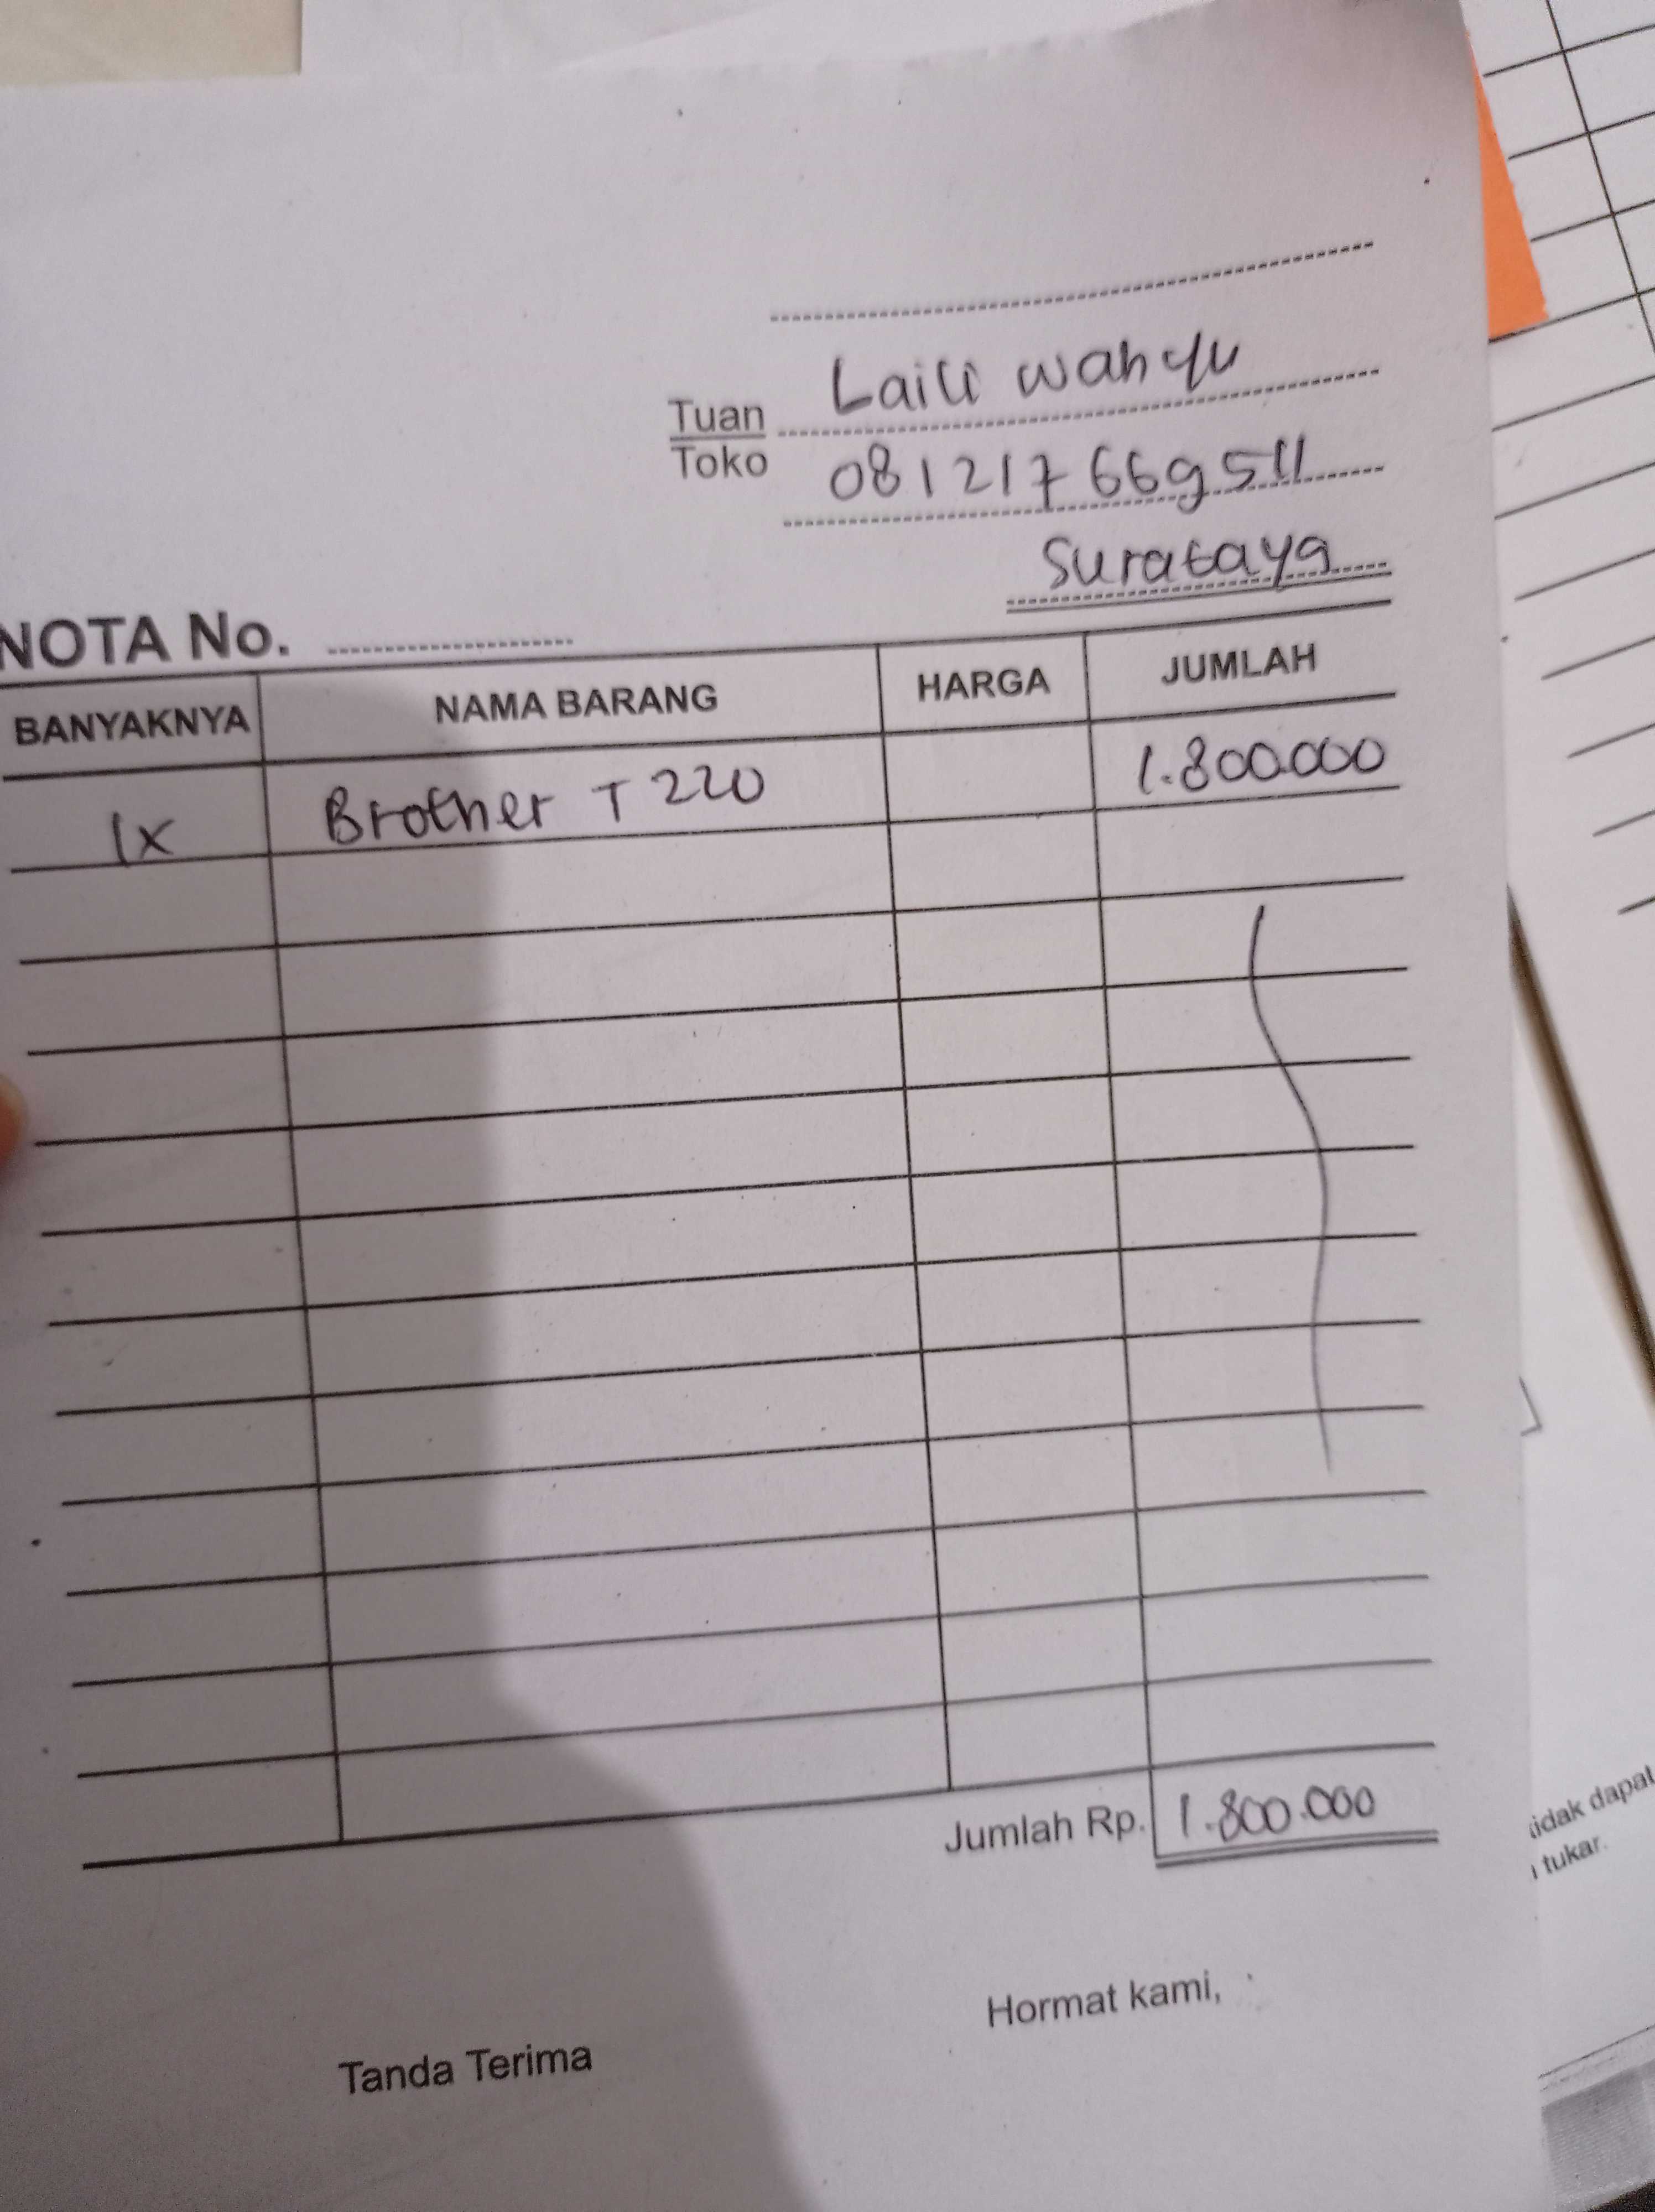 Laili wahyu
Tuan
Toko
081217669511
Surabaya
NOTA No.
BANYAKNYA NAMA BARANG HARGA JUMLAH
1x Brother T220 1.800.000
Jumlah Rp. 1.800.000
Tanda Terima Hormat kami,
tidak dapat
tukar.